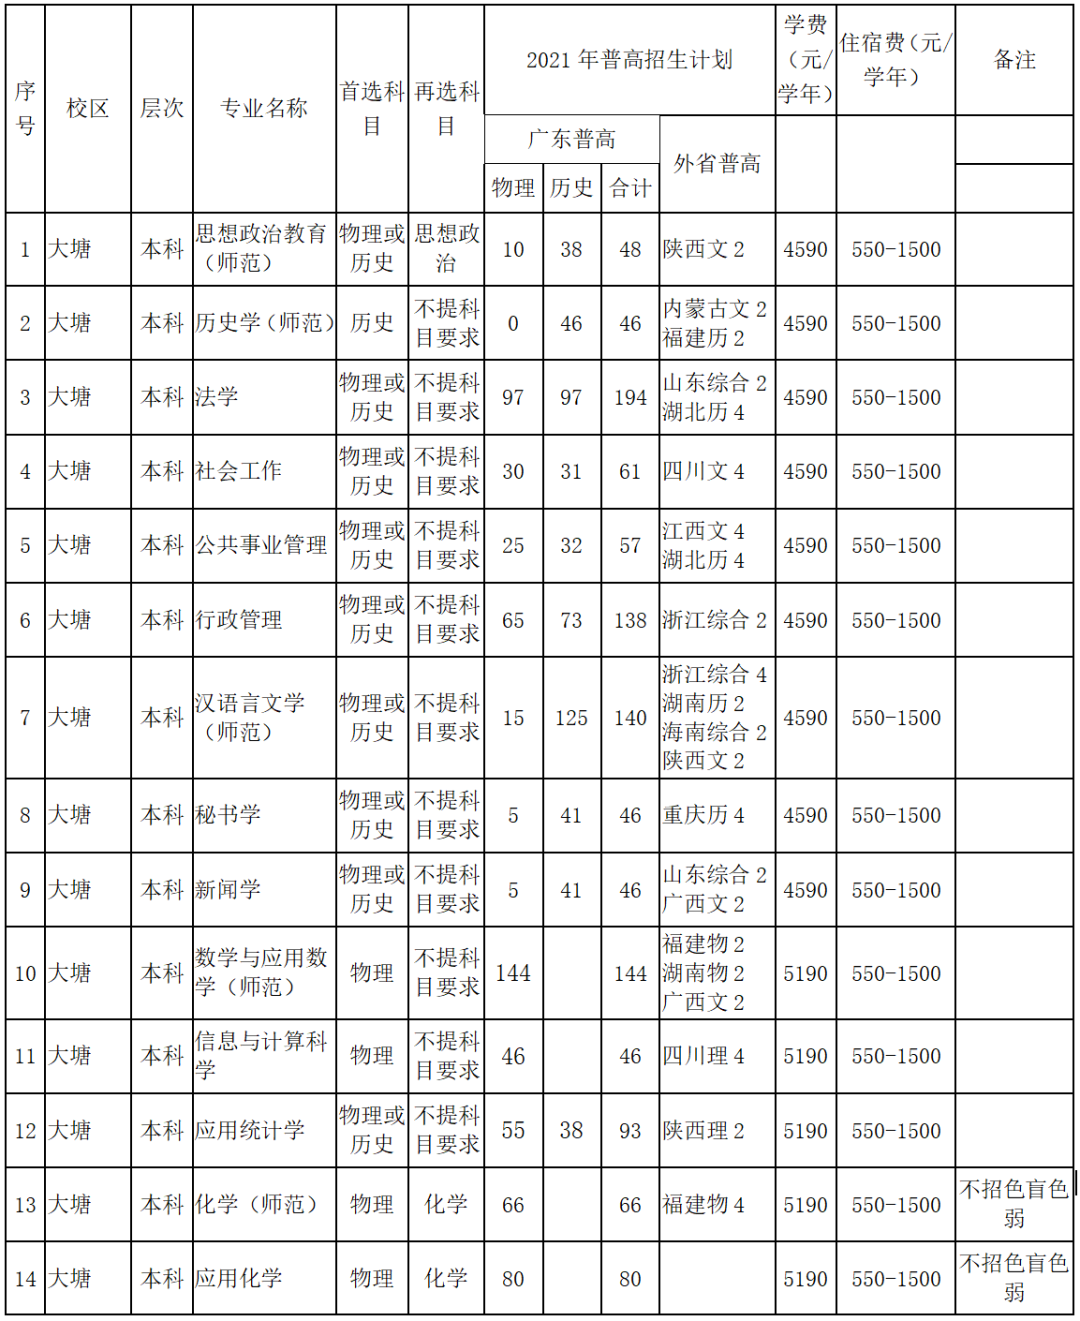 序号 校区 层次 专业名称 首选科目 再选科目 2021 年普高招生计划 学费（元/学年） 住宿费（元/学年） 备注
广东普高 外省普高
物理 历史 合计
1 大塘 本科 思想政治教育（师范） 物理或历史 思想政治 10 38 48 陕西文 2 4590 550-1500
2 大塘 本科 历史学（师范） 历史 不提科目要求 0 46 46 内蒙古文 2 福建历 2 4590 550-1500
3 大塘 本科 法学 物理或历史 不提科目要求 97 97 194 山东综合 2 湖北历 4 4590 550-1500
4 大塘 本科 社会工作 物理或历史 不提科目要求 30 31 61 四川文 4 4590 550-1500
5 大塘 本科 公共事业管理 物理或历史 不提科目要求 25 32 57 江西文 4 湖北历 4 4590 550-1500
6 大塘 本科 行政管理 物理或历史 不提科目要求 65 73 138 浙江综合 2 4590 550-1500
7 大塘 本科 汉语言文学（师范） 物理或历史 不提科目要求 15 125 140 浙江综合 4 湖南历 2 海南综合 2 陕西文 2 4590 550-1500
8 大塘 本科 秘书学 物理或历史 不提科目要求 5 41 46 重庆历 4 4590 550-1500
9 大塘 本科 新闻学 物理或历史 不提科目要求 5 41 46 山东综合 2 广西文 2 4590 550-1500
10 大塘 本科 数学与应用数学（师范） 物理 不提科目要求 144 144 福建物 2 湖南物 2 广西文 2 5190 550-1500
11 大塘 本科 信息与计算科学 物理 不提科目要求 46 46 四川理 4 5190 550-1500
12 大塘 本科 应用统计学 物理或历史 不提科目要求 55 38 93 陕西理 2 5190 550-1500
13 大塘 本科 化学（师范） 物理 化学 66 66 福建物 4 5190 550-1500 不招色盲色弱
14 大塘 本科 应用化学 物理 化学 80 80 5190 550-1500 不招色盲色弱